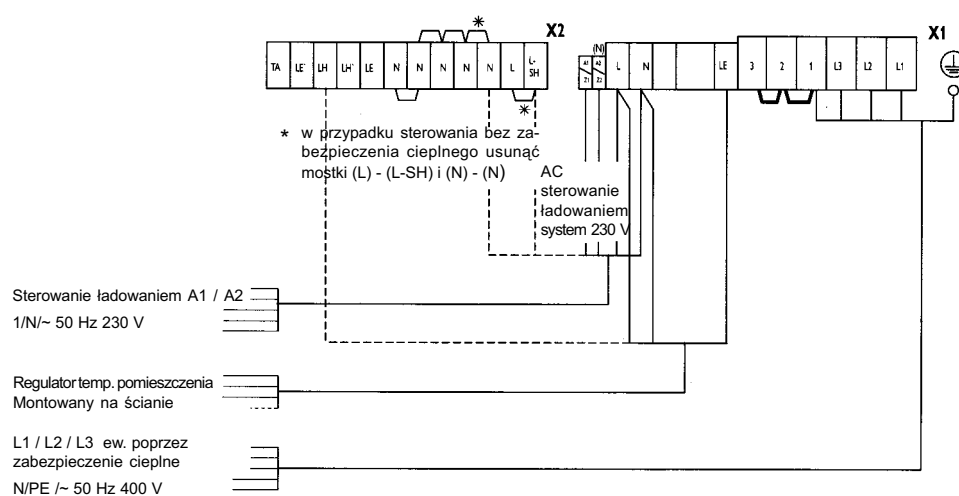 *
X2
(N)
X1
TA LE' LH LH' LE N N N N N L L-SH
A1 A2 L N LE 3 2 1 L3 L2 L1
Z1 Z2
*
* w przypadku sterowania bez za-
bezpieczenia cieplnego usunąć
mostki (L) - (L-SH) i (N) - (N)
AC
sterowanie
ładowaniem
system 230 V
Sterowanie ładowaniem A1 / A2
1/N/~ 50 Hz 230 V
Regulator temp. pomieszczenia
Montowany na ścianie
L1 / L2 / L3 ew. poprzez
zabezpieczenie cieplne
N/PE /~ 50 Hz 400 V